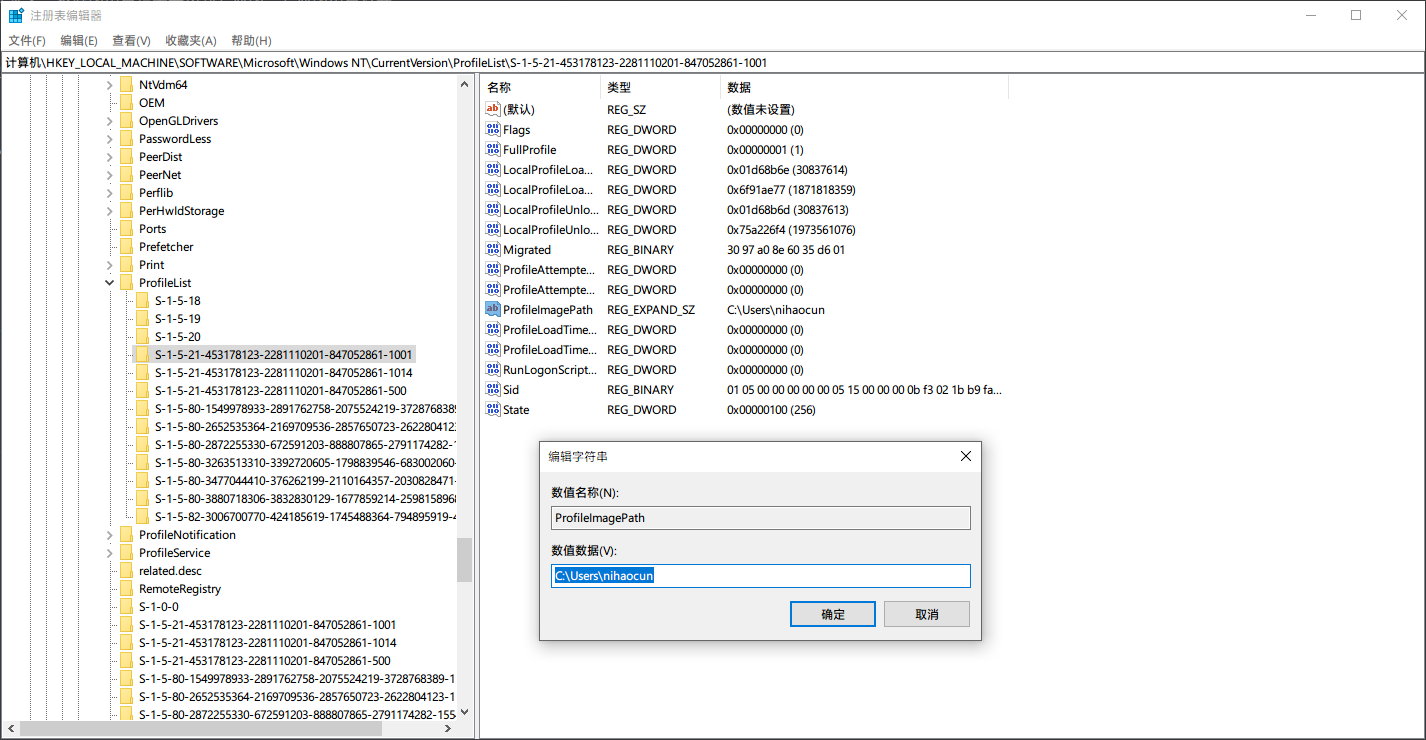 注册表编辑器
文件(F) 编辑(E) 查看(V) 收藏夹(A) 帮助(H)
计算机\HKEY_LOCAL_MACHINE\SOFTWARE\Microsoft\Windows NT\CurrentVersion\ProfileList\S-1-5-21-453178123-2281110201-847052861-1001
NtVdm64
OEM
OpenGLDrivers
PasswordLess
PeerDist
PeerNet
Perflib
PerHwIdStorage
Ports
Prefetcher
Print
ProfileList
S-1-5-18
S-1-5-19
S-1-5-20
S-1-5-21-453178123-2281110201-847052861-1001
S-1-5-21-453178123-2281110201-847052861-1014
S-1-5-21-453178123-2281110201-847052861-500
S-1-5-80-1549978933-2891762758-2075524219-372876838
S-1-5-80-2652535364-2169709536-2857650723-262280412
S-1-5-80-2872255330-672591203-888807865-2791174282-1
S-1-5-80-3263513310-3392720605-1798839546-683002060-
S-1-5-80-3477044410-376262199-2110164357-2030828471-
S-1-5-80-3880718306-3832830129-1677859214-259815896
S-1-5-82-3006700770-424185619-1745488364-794895919-4
ProfileNotification
ProfileService
related.desc
RemoteRegistry
S-1-0-0
S-1-5-21-453178123-2281110201-847052861-1001
S-1-5-21-453178123-2281110201-847052861-1014
S-1-5-21-453178123-2281110201-847052861-500
S-1-5-80-1549978933-2891762758-2075524219-3728768389-1
S-1-5-80-2652535364-2169709536-2857650723-2622804123-1
S-1-5-80-2872255330-672591203-888807865-2791174282-155
名称 类型 数据
(默认) REG_SZ (数值未设置)
Flags REG_DWORD 0x00000000 (0)
FullProfile REG_DWORD 0x00000001 (1)
LocalProfileLoa... REG_DWORD 0x01d68b6e (30837614)
LocalProfileLoa... REG_DWORD 0x6f91ae77 (1871818359)
LocalProfileUnlo... REG_DWORD 0x01d68b6d (30837613)
LocalProfileUnlo... REG_DWORD 0x75a226f4 (1973561076)
Migrated REG_BINARY 30 97 a0 8e 60 35 d6 01
ProfileAttempte... REG_DWORD 0x00000000 (0)
ProfileAttempte... REG_DWORD 0x00000000 (0)
ProfileImagePath REG_EXPAND_SZ C:\Users\nihaocun
ProfileLoadTime... REG_DWORD 0x00000000 (0)
ProfileLoadTime... REG_DWORD 0x00000000 (0)
RunLogonScript... REG_DWORD 0x00000000 (0)
Sid REG_BINARY 01 05 00 00 00 00 00 05 15 00 00 00 0b f3 02 1b b9 fa...
State REG_DWORD 0x00000100 (256)
编辑字符串
数值名称(N):
ProfileImagePath
数值数据(V):
C:\Users\nihaocun
确定 取消